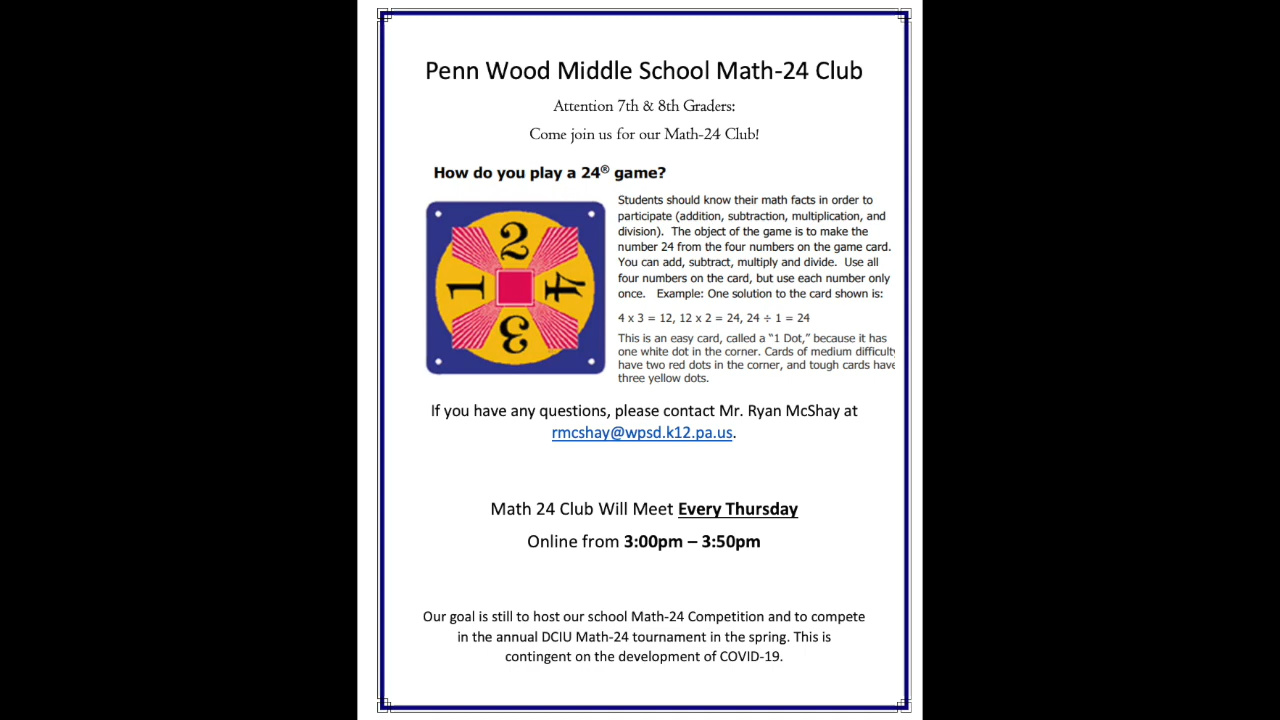 Penn Wood Middle School Math-24 Club
Attention 7th & 8th Graders:
Come join us for our Math-24 Club!
How do you play a 24® game?
2
1
4
3
Students should know their math facts in order to
participate (addition, subtraction, multiplication, and
division). The object of the game is to make the
number 24 from the four numbers on the game card.
You can add, subtract, multiply and divide. Use all
four numbers on the card, but use each number only
once. Example: One solution to the card shown is:
4 x 3 = 12, 12 x 2 = 24, 24 ÷ 1 = 24
This is an easy card, called a “1 Dot,” because it has
one white dot in the corner. Cards of medium difficulty
have two red dots in the corner, and tough cards have
three yellow dots.
If you have any questions, please contact Mr. Ryan McShay at
rmcshay@wpsd.k12.pa.us.
Math 24 Club Will Meet Every Thursday
Online from 3:00pm – 3:50pm
Our goal is still to host our school Math-24 Competition and to compete
in the annual DCIU Math-24 tournament in the spring. This is
contingent on the development of COVID-19.